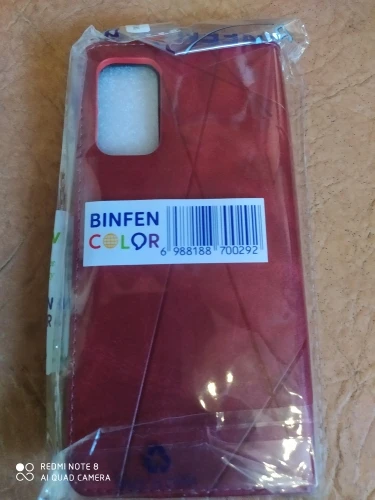 BINFEN
COLOR
6 988188 700292
REDMI NOTE 8
AI QUAD CAMERA